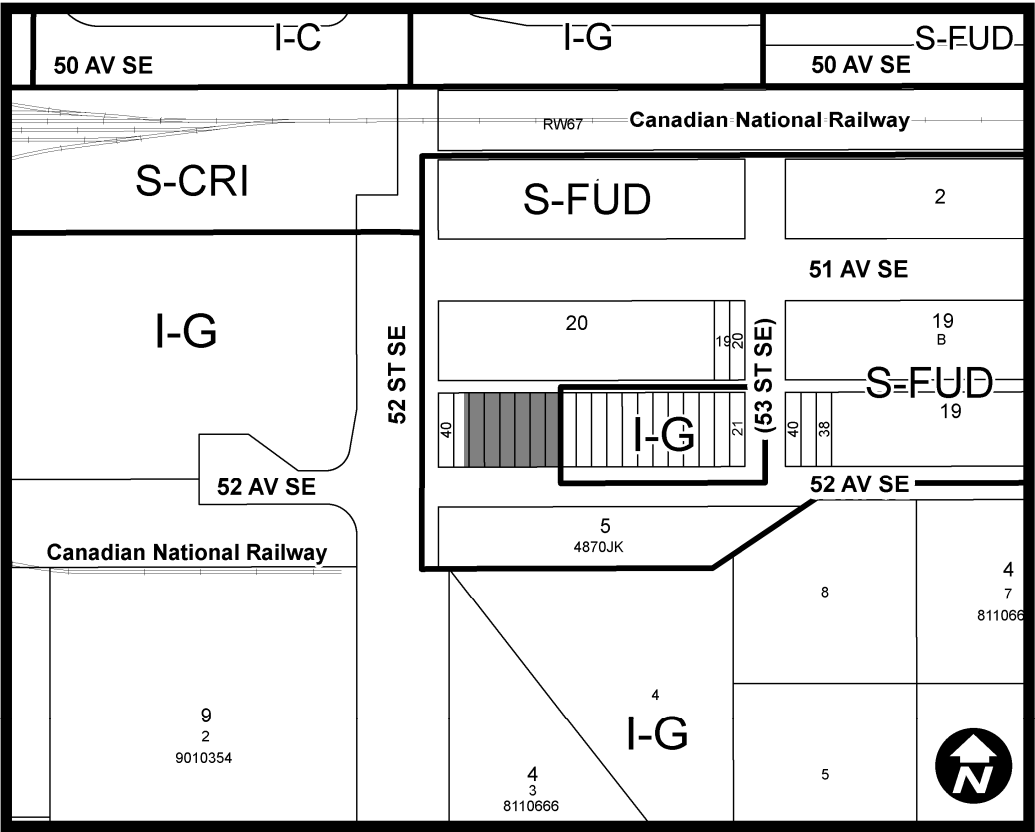 I-C
I-G
S-FUD
50 AV SE
50 AV SE
RW67
Canadian National Railway
S-CRI
S-FUD
2
51 AV SE
I-G
20
19
20
19
B
52 ST SE
(53 ST SE)
S-FUD
40
I-G
21
40
38
19
52 AV SE
52 AV SE
5
4870JK
Canadian National Railway
8
4
7
811066
9
2
9010354
4
I-G
4
3
8110666
5
N